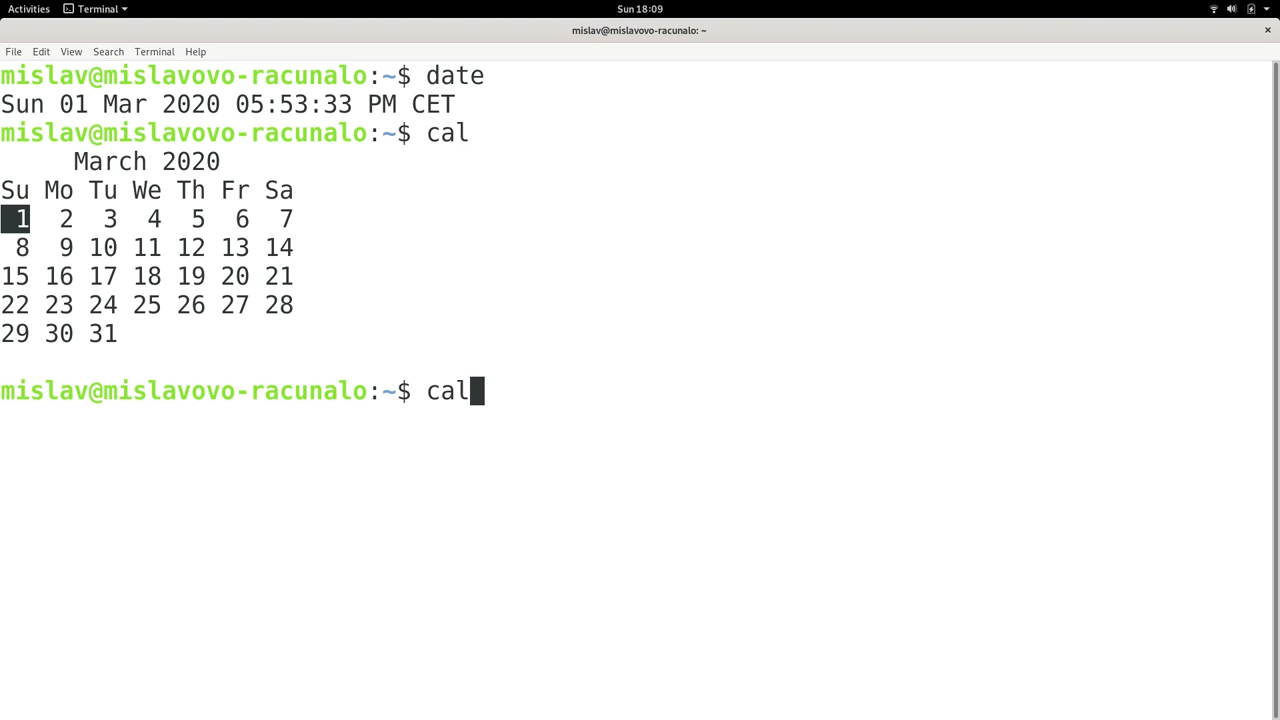 Activities Terminal Sun 18:09
mislav@mislavovo-racunalo: ~
File Edit View Search Terminal Help
mislav@mislavovo-racunalo:~$ date
Sun 01 Mar 2020 05:53:33 PM CET
mislav@mislavovo-racunalo:~$ cal
     March 2020
Su Mo Tu We Th Fr Sa
 1  2  3  4  5  6  7
 8  9 10 11 12 13 14
15 16 17 18 19 20 21
22 23 24 25 26 27 28
29 30 31
mislav@mislavovo-racunalo:~$ cal